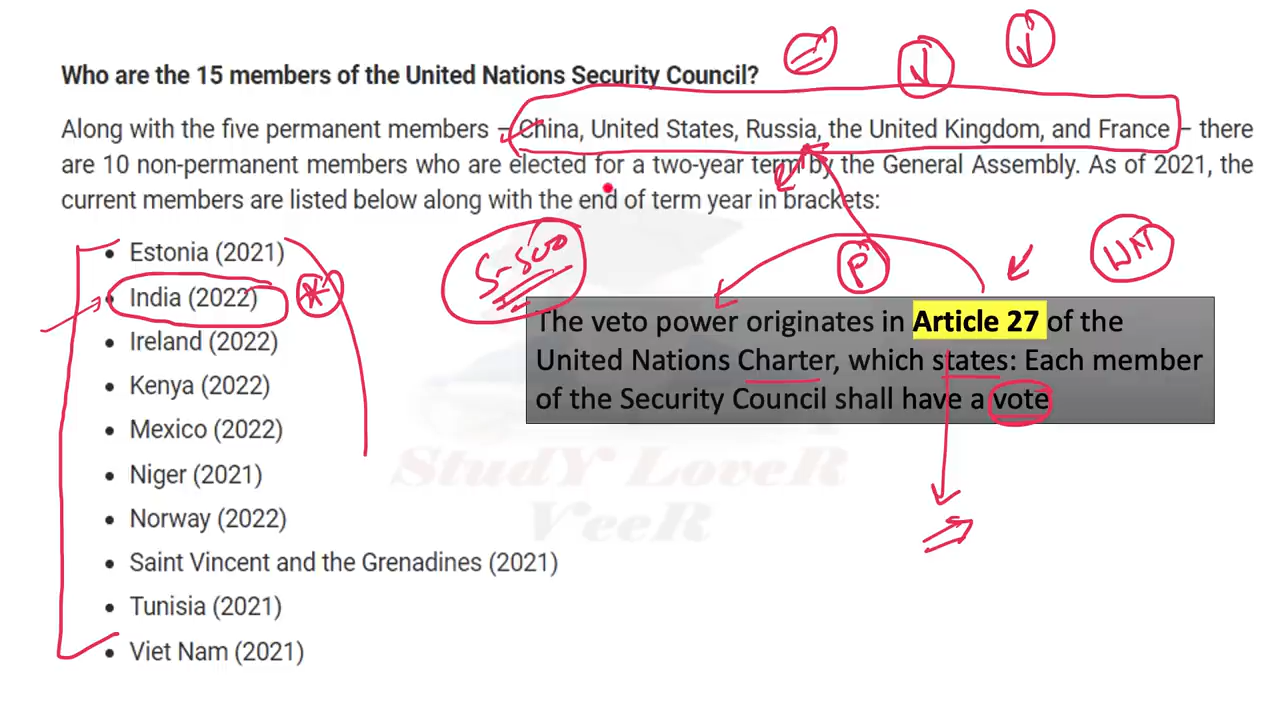 Who are the 15 members of the United Nations Security Council?
Along with the five permanent members – China, United States, Russia, the United Kingdom, and France – there
are 10 non-permanent members who are elected for a two-year term by the General Assembly. As of 2021, the
current members are listed below along with the end of term year in brackets:
• Estonia (2021)
• India (2022)
• Ireland (2022)
• Kenya (2022)
• Mexico (2022)
• Niger (2021)
• Norway (2022)
• Saint Vincent and the Grenadines (2021)
• Tunisia (2021)
• Viet Nam (2021)
P
The veto power originates in Article 27 of the
United Nations Charter, which states: Each member
of the Security Council shall have a vote
StudY LoveR
VeeR